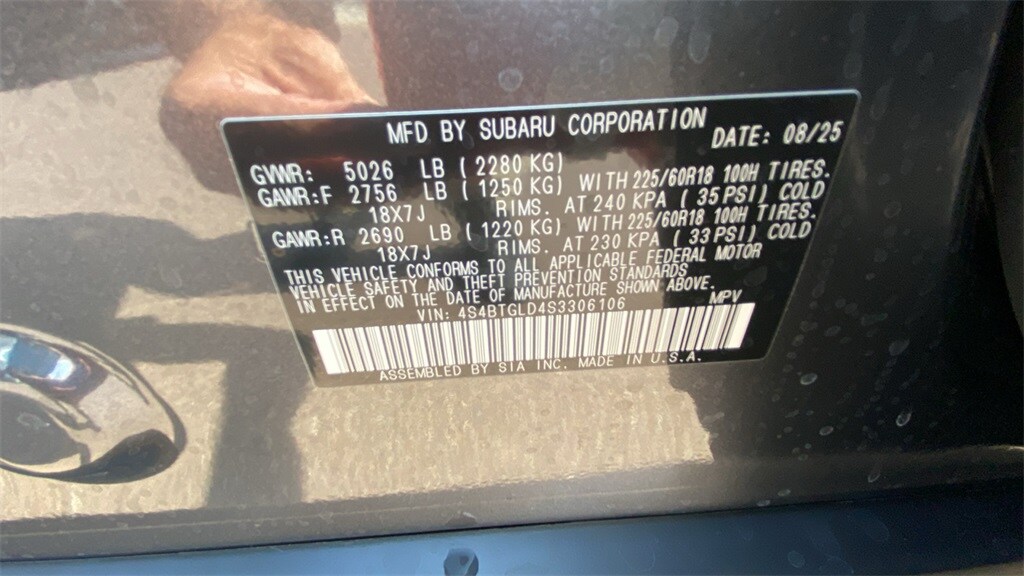 MFD BY SUBARU CORPORATION DATE: 08/25
GVWR: 5026 LB (2280 KG)
GAWR:F 2756 LB (1250 KG) WITH 225/60R18 100H TIRES.
18X7J RIMS. AT 240 KPA (35 PSI) COLD
GAWR:R 2690 LB (1220 KG) WITH 225/60R18 100H TIRES.
18X7J RIMS. AT 230 KPA (33 PSI) COLD
THIS VEHICLE CONFORMS TO ALL APPLICABLE FEDERAL MOTOR
VEHICLE SAFETY AND THEFT PREVENTION STANDARDS
IN EFFECT ON THE DATE OF MANUFACTURE SHOWN ABOVE.
VIN: 4S4BTGLD4S3306106 MPV
ASSEMBLED BY SIA INC. MADE IN U.S.A.